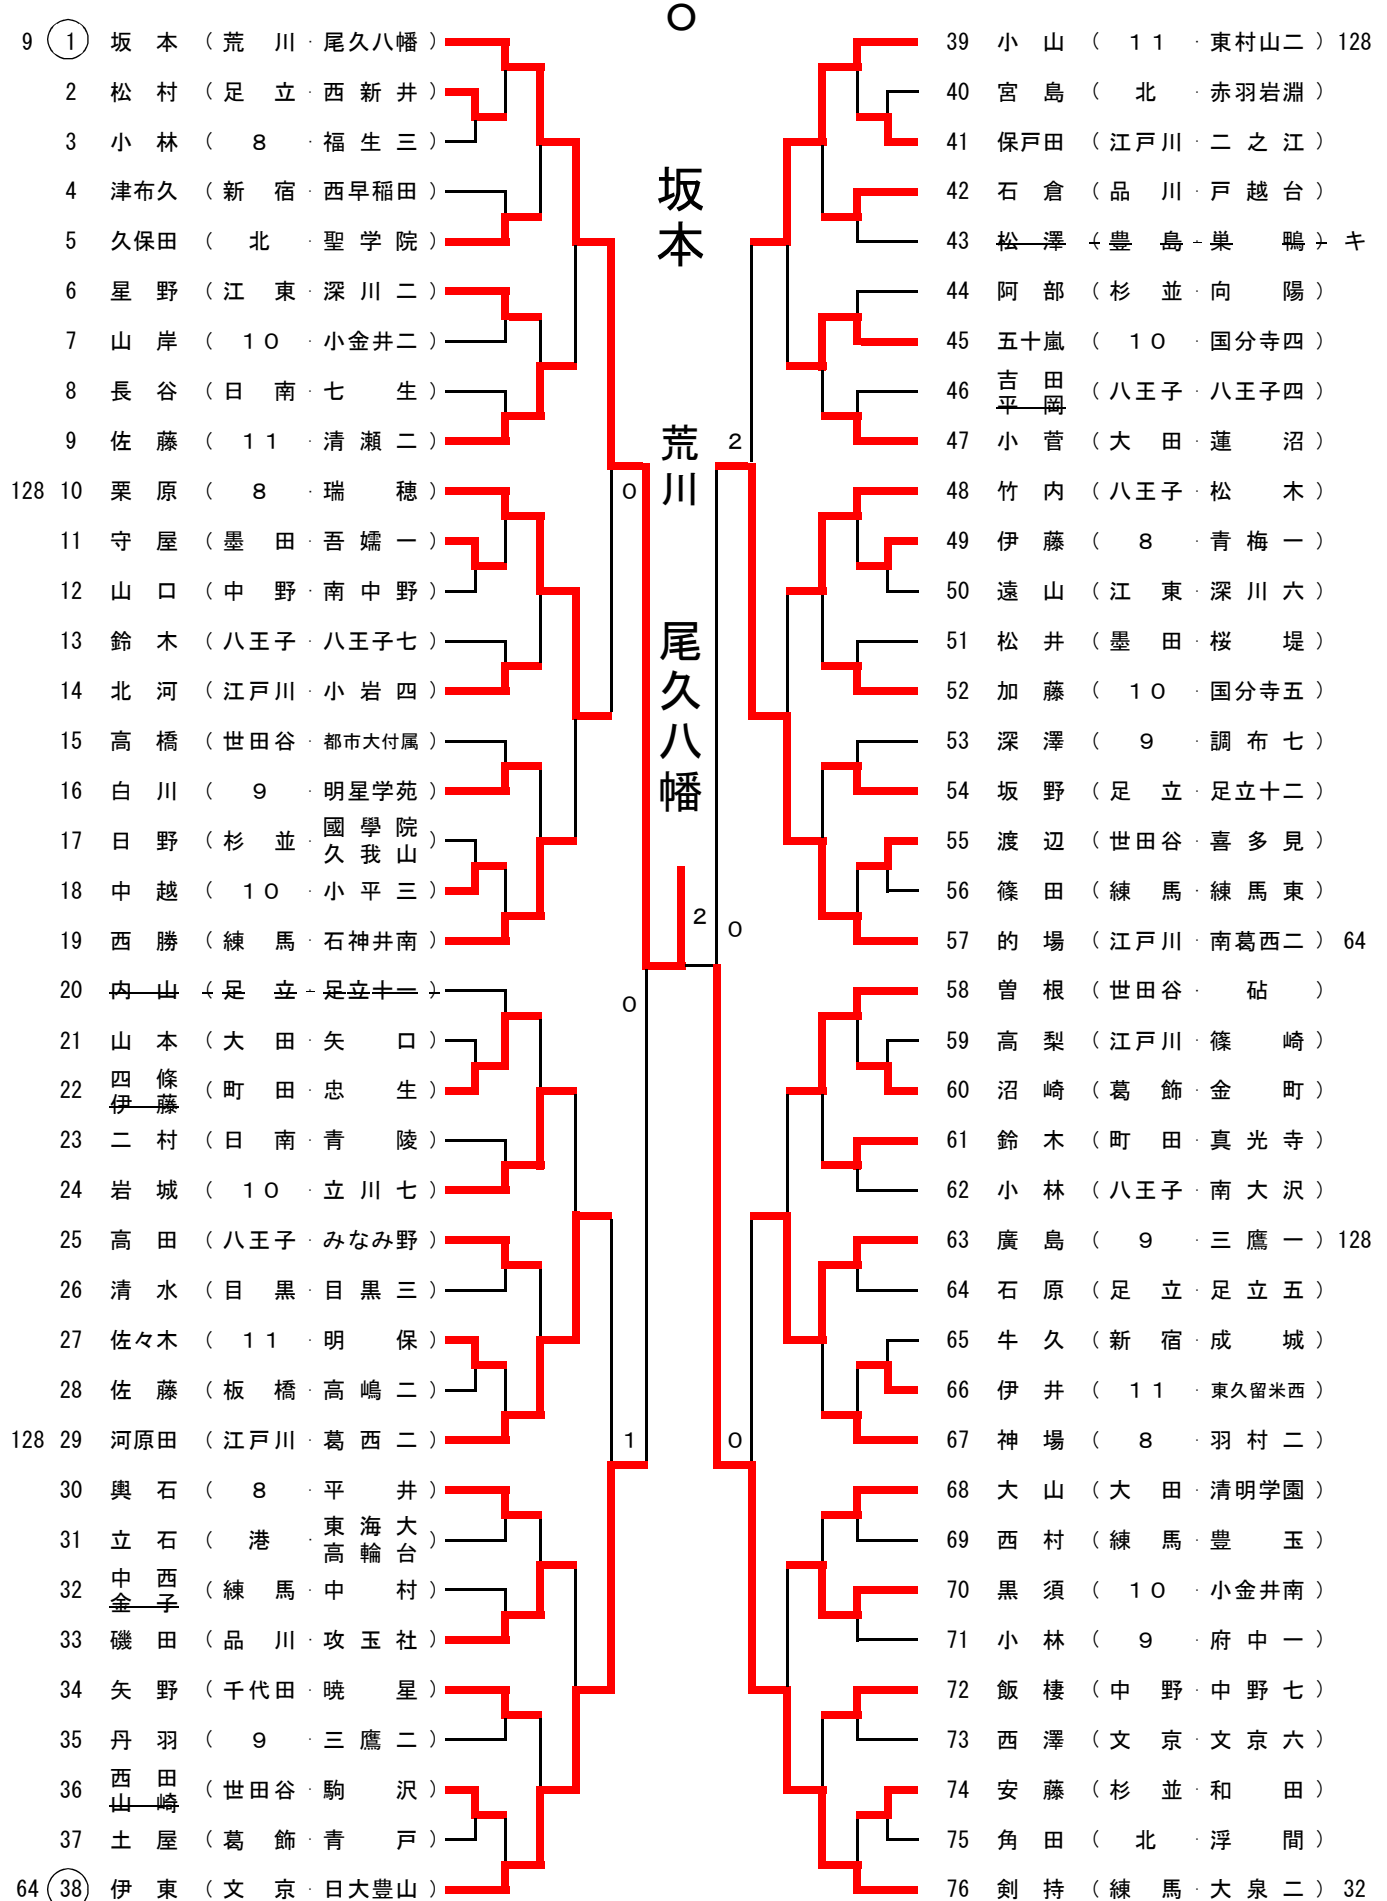 ○
坂本
荒川
尾久八幡
9 1 坂本 (荒川・尾久八幡)
2 松村 (足立・西新井)
3 小林 (8・福生三)
4 津布久 (新宿・西早稲田)
5 久保田 (北・聖学院)
6 星野 (江東・深川二)
7 山岸 (10・小金井二)
8 長谷 (日南・七生)
9 佐藤 (11・清瀬二)
128 10 栗原 (8・瑞穂)
11 守屋 (墨田・吾嬬一)
12 山口 (中野・南中野)
13 鈴木 (八王子・八王子七)
14 北河 (江戸川・小岩四)
15 高橋 (世田谷・都市大付属)
16 白川 (9・明星学苑)
17 日野 (杉並・國學院久我山)
18 中越 (10・小平三)
19 西勝 (練馬・石神井南)
20 内山 (足立・足立十一)
21 山本 (大田・矢口)
22 四條 伊藤 (町田・忠生)
23 二村 (日南・青陵)
24 岩城 (10・立川七)
25 高田 (八王子・みなみ野)
26 清水 (目黒・目黒三)
27 佐々木 (11・明保)
28 佐藤 (板橋・高嶋二)
128 29 河原田 (江戸川・葛西二)
30 輿石 (8・平井)
31 立石 (港・東海大高輪台)
32 中西 金子 (練馬・中村)
33 磯田 (品川・攻玉社)
34 矢野 (千代田・暁星)
35 丹羽 (9・三鷹二)
36 西田 山崎 (世田谷・駒沢)
37 土屋 (葛飾・青戸)
64 38 伊東 (文京・日大豊山)
0
0
1
2
2
0
0
39 小山 (11・東村山二) 128
40 宮島 (北・赤羽岩淵)
41 保戸田 (江戸川・二之江)
42 石倉 (品川・戸越台)
43 松澤 (豊島・巣鴨) キ
44 阿部 (杉並・向陽)
45 五十嵐 (10・国分寺四)
46 吉田 平岡 (八王子・八王子四)
47 小菅 (大田・蓮沼)
48 竹内 (八王子・松木)
49 伊藤 (8・青梅一)
50 遠山 (江東・深川六)
51 松井 (墨田・桜堤)
52 加藤 (10・国分寺五)
53 深澤 (9・調布七)
54 坂野 (足立・足立十二)
55 渡辺 (世田谷・喜多見)
56 篠田 (練馬・練馬東)
57 的場 (江戸川・南葛西二) 64
58 曽根 (世田谷・砧)
59 高梨 (江戸川・篠崎)
60 沼崎 (葛飾・金町)
61 鈴木 (町田・真光寺)
62 小林 (八王子・南大沢)
63 廣島 (9・三鷹一) 128
64 石原 (足立・足立五)
65 牛久 (新宿・成城)
66 伊井 (11・東久留米西)
67 神場 (8・羽村二)
68 大山 (大田・清明学園)
69 西村 (練馬・豊玉)
70 黒須 (10・小金井南)
71 小林 (9・府中一)
72 飯棲 (中野・中野七)
73 西澤 (文京・文京六)
74 安藤 (杉並・和田)
75 角田 (北・浮間)
76 剣持 (練馬・大泉二) 32